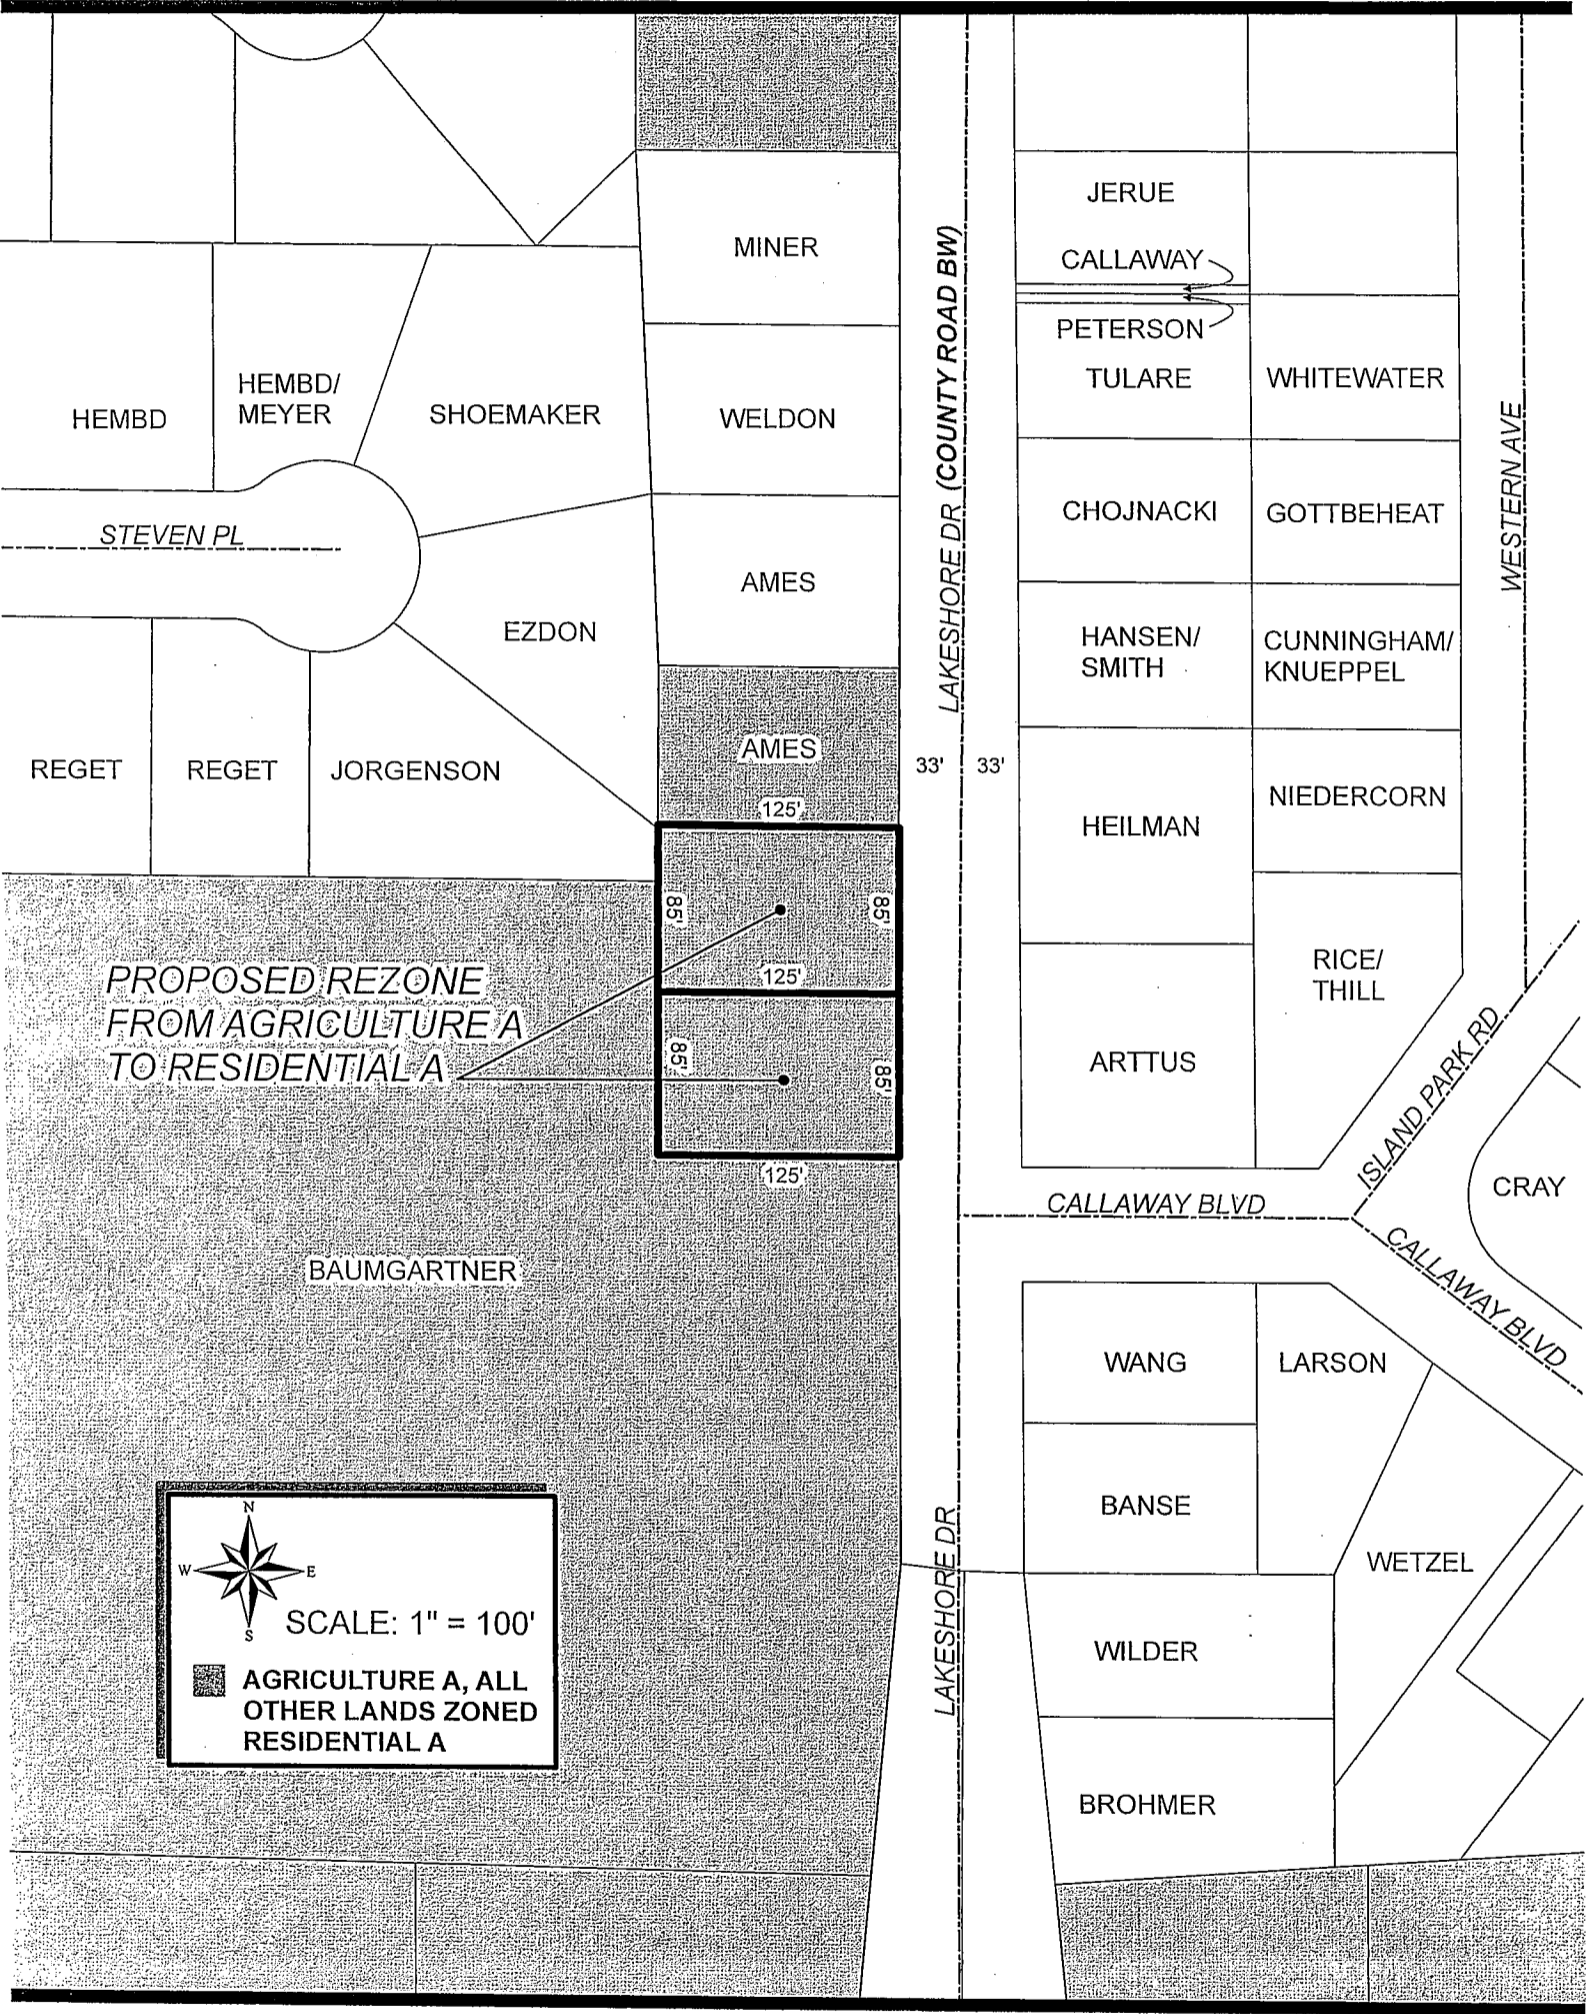 JERUE
MINER
CALLAWAY
PETERSON
LAKESHORE DR (COUNTY ROAD BW)
TULARE
WHITEWATER
HEMBD
HEMBD/
MEYER
SHOEMAKER
WELDON
WESTERN AVE
CHOJNACKI
GOTTBEHEAT
STEVEN PL
AMES
EZDON
HANSEN/
SMITH
CUNNINGHAM/
KNUEPPEL
REGET
REGET
JORGENSON
AMES
33'
33'
125'
HEILMAN
NIEDERCORN
85'
85'
PROPOSED REZONE
FROM AGRICULTURE A
TO RESIDENTIAL A
125'
RICE/
THILL
85'
85'
ARTTUS
ISLAND PARK RD
125'
CALLAWAY BLVD
CRAY
CALLAWAY BLVD
BAUMGARTNER
WANG
LARSON
BANSE
LAKESHORE DR
WETZEL
N
W
E
S
SCALE: 1" = 100'
AGRICULTURE A, ALL
OTHER LANDS ZONED
RESIDENTIAL A
WILDER
BROHMER